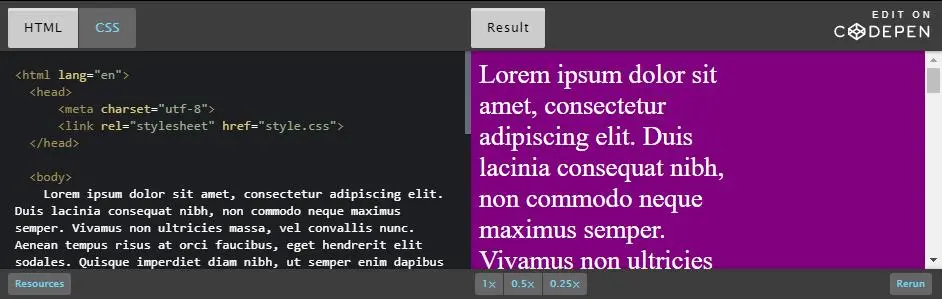 HTML
CSS
Result
EDIT ON
CODEPEN
<html lang="en">
<head>
<meta charset="utf-8">
<link rel="stylesheet" href="style.css">
</head>
<body>
Lorem ipsum dolor sit amet, consectetur adipiscing elit.
Duis lacinia consequat nibh, non commodo neque maximus
semper. Vivamus non ultricies massa, vel convallis nunc.
Aenean tempus risus at orci faucibus, eget hendrerit elit
sodales. Quisque imperdiet diam nibh, ut semper enim dapibus
Lorem ipsum dolor sit
amet, consectetur
adipiscing elit. Duis
lacinia consequat nibh,
non commodo neque
maximus semper.
Vivamus non ultricies
Resources
1x
0.5x
0.25x
Rerun